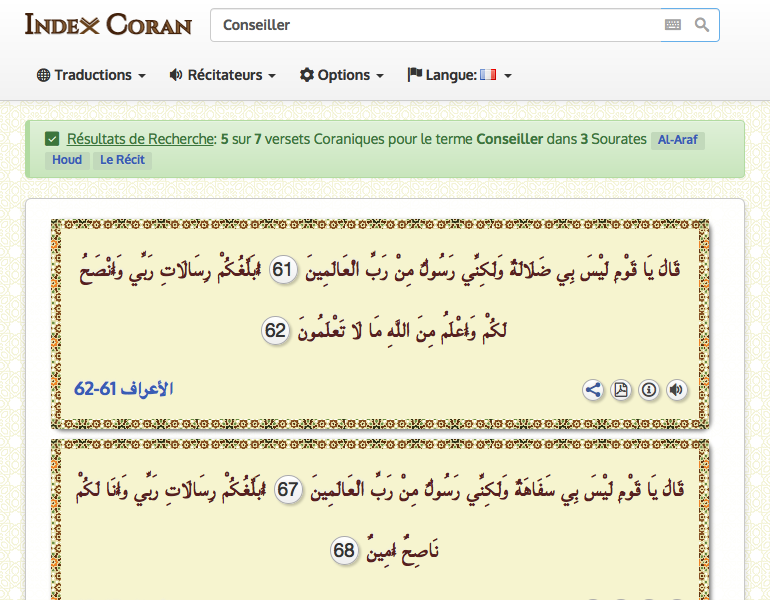 INDEX CORAN
Conseiller
Traductions
Récitateurs
Options
Langue:
Résultats de Recherche: 5 sur 7 versets Coraniques pour le terme Conseiller dans 3 Sourates Al-Araf
Houd Le Récit
قَالَ يَا قَوْمِ لَيْسَ بِي ضَلَالَةٌ وَلَٰكِنِّي رَسُولٌ مِنْ رَبِّ الْعَالَمِينَ 61 أُبَلِّغُكُمْ رِسَالَاتِ رَبِّي وَأَنْصَحُ
لَكُمْ وَأَعْلَمُ مِنَ اللَّهِ مَا لَا تَعْلَمُونَ 62
الأعراف 61-62
قَالَ يَا قَوْمِ لَيْسَ بِي سَفَاهَةٌ وَلَٰكِنِّي رَسُولٌ مِنْ رَبِّ الْعَالَمِينَ 67 أُبَلِّغُكُمْ رِسَالَاتِ رَبِّي وَأَنَا لَكُمْ
نَاصِحٌ أَمِينٌ 68